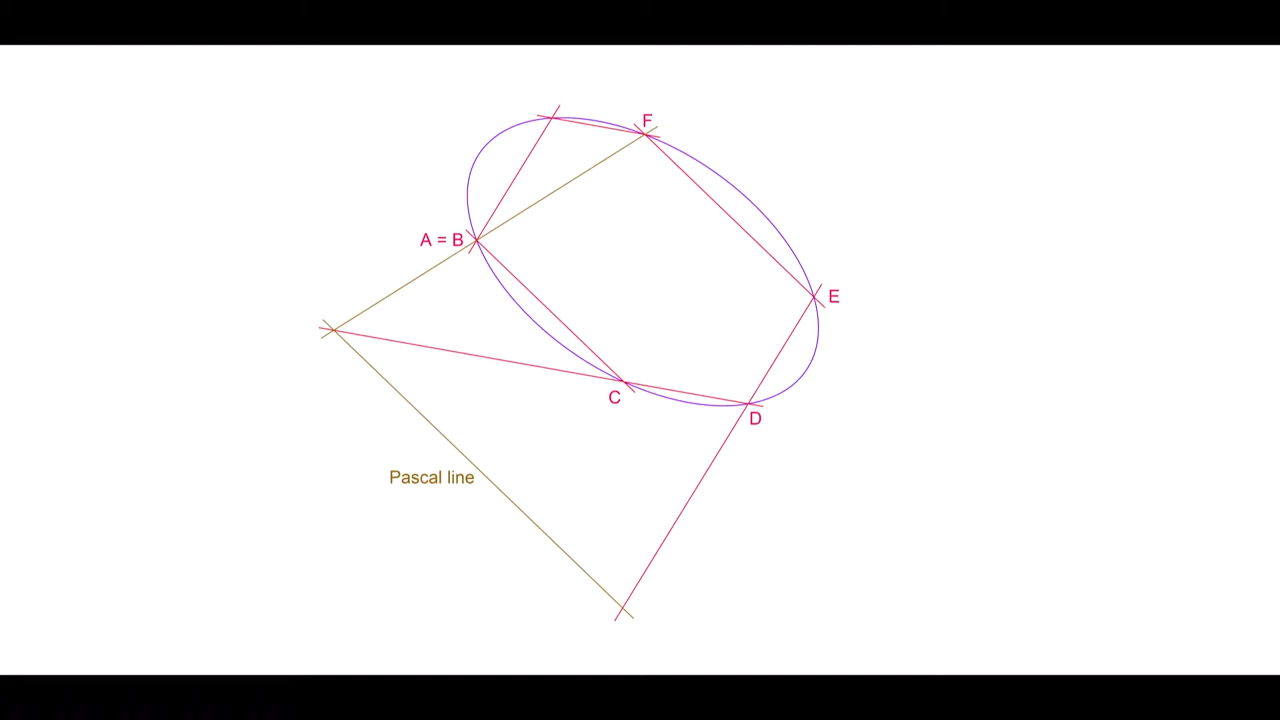 F
A = B
E
C
D
Pascal line